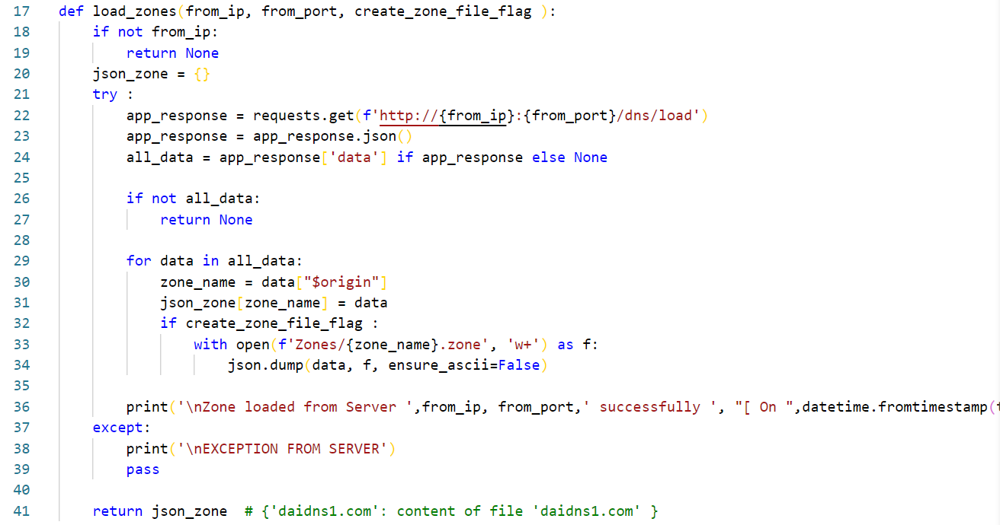 17 def load_zones(from_ip, from_port, create_zone_file_flag ):
18     if not from_ip:
19         return None
20     json_zone = {}
21     try :
22         app_response = requests.get(f'http://{from_ip}:{from_port}/dns/load')
23         app_response = app_response.json()
24         all_data = app_response['data'] if app_response else None
25
26         if not all_data:
27             return None
28
29         for data in all_data:
30             zone_name = data["$origin"]
31             json_zone[zone_name] = data
32             if create_zone_file_flag :
33                 with open(f'Zones/{zone_name}.zone', 'w+') as f:
34                     json.dump(data, f, ensure_ascii=False)
35
36         print('\nZone loaded from Server ',from_ip, from_port,' successfully ', "[ On ",datetime.fromtimestamp(
37     except:
38         print('\nEXCEPTION FROM SERVER')
39         pass
40
41     return json_zone  # {'daidns1.com': content of file 'daidns1.com' }